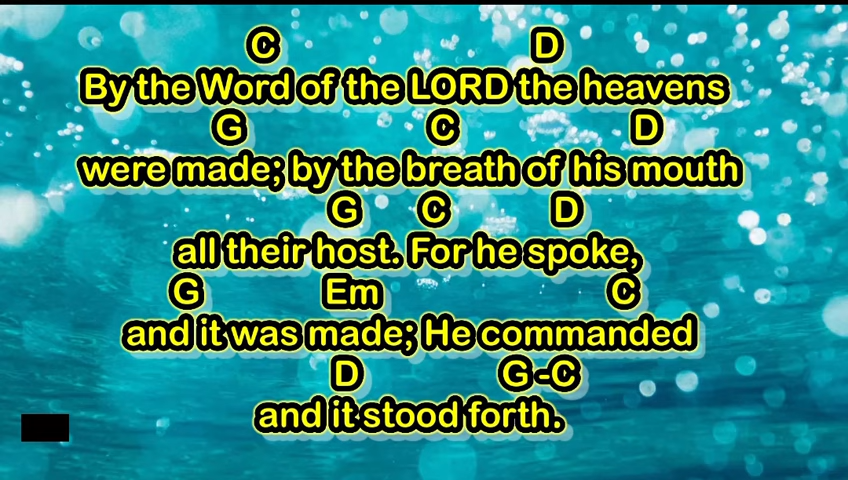 C D
By the Word of the LORD the heavens
G C D
were made; by the breath of his mouth
G C D
all their host. For he spoke,
G Em C
and it was made; He commanded
D G-C
and it stood forth.